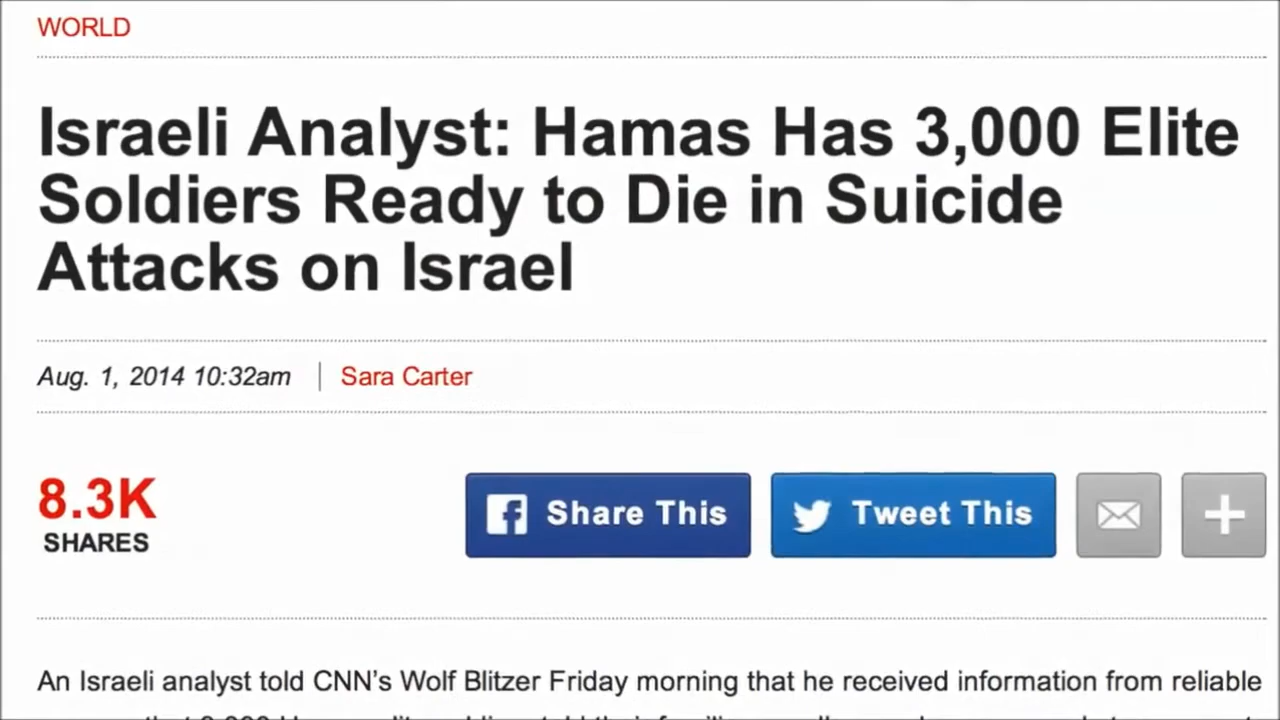 WORLD
Israeli Analyst: Hamas Has 3,000 Elite
Soldiers Ready to Die in Suicide
Attacks on Israel
Aug. 1, 2014 10:32am | Sara Carter
8.3K
SHARES
Share This
Tweet This
An Israeli analyst told CNN’s Wolf Blitzer Friday morning that he received information from reliable